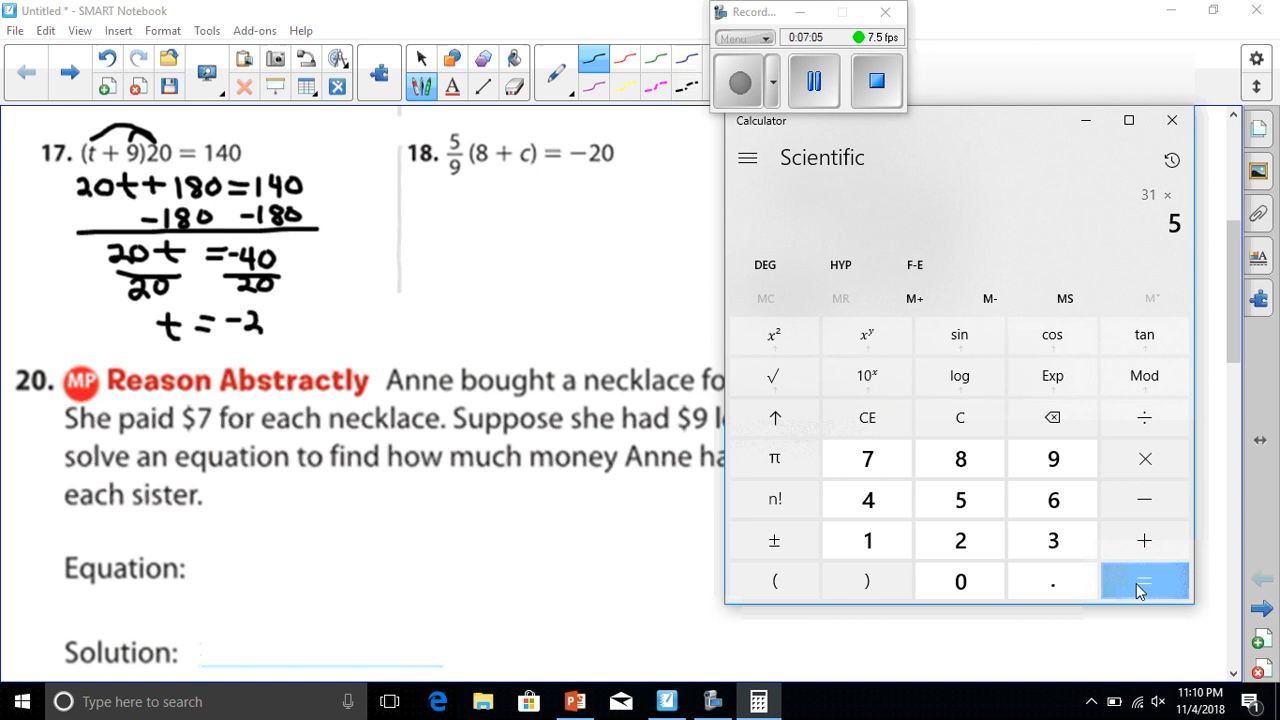 Untitled * - SMART Notebook
File Edit View Insert Format Tools Add-ons Help
Record...
Menu 0:07:05 7.5 fps
17. (t + 9)20 = 140
20t + 180 = 140
-180 -180
20t = -40
20 20
t = -2
18. 5/9 (8 + c) = −20
20. MP Reason Abstractly Anne bought a necklace fo
She paid $7 for each necklace. Suppose she had $9 l
solve an equation to find how much money Anne ha
each sister.
Equation:
Solution:
Calculator
Scientific
31 ×
5
DEG HYP F-E
MC MR M+ M- MS M˅
x² xʸ sin cos tan
√ 10ˣ log Exp Mod
↑ CE C ⌫ ÷
π 7 8 9 ×
n! 4 5 6 −
± 1 2 3 +
( ) 0 . =
Type here to search
11:10 PM
11/4/2018
1